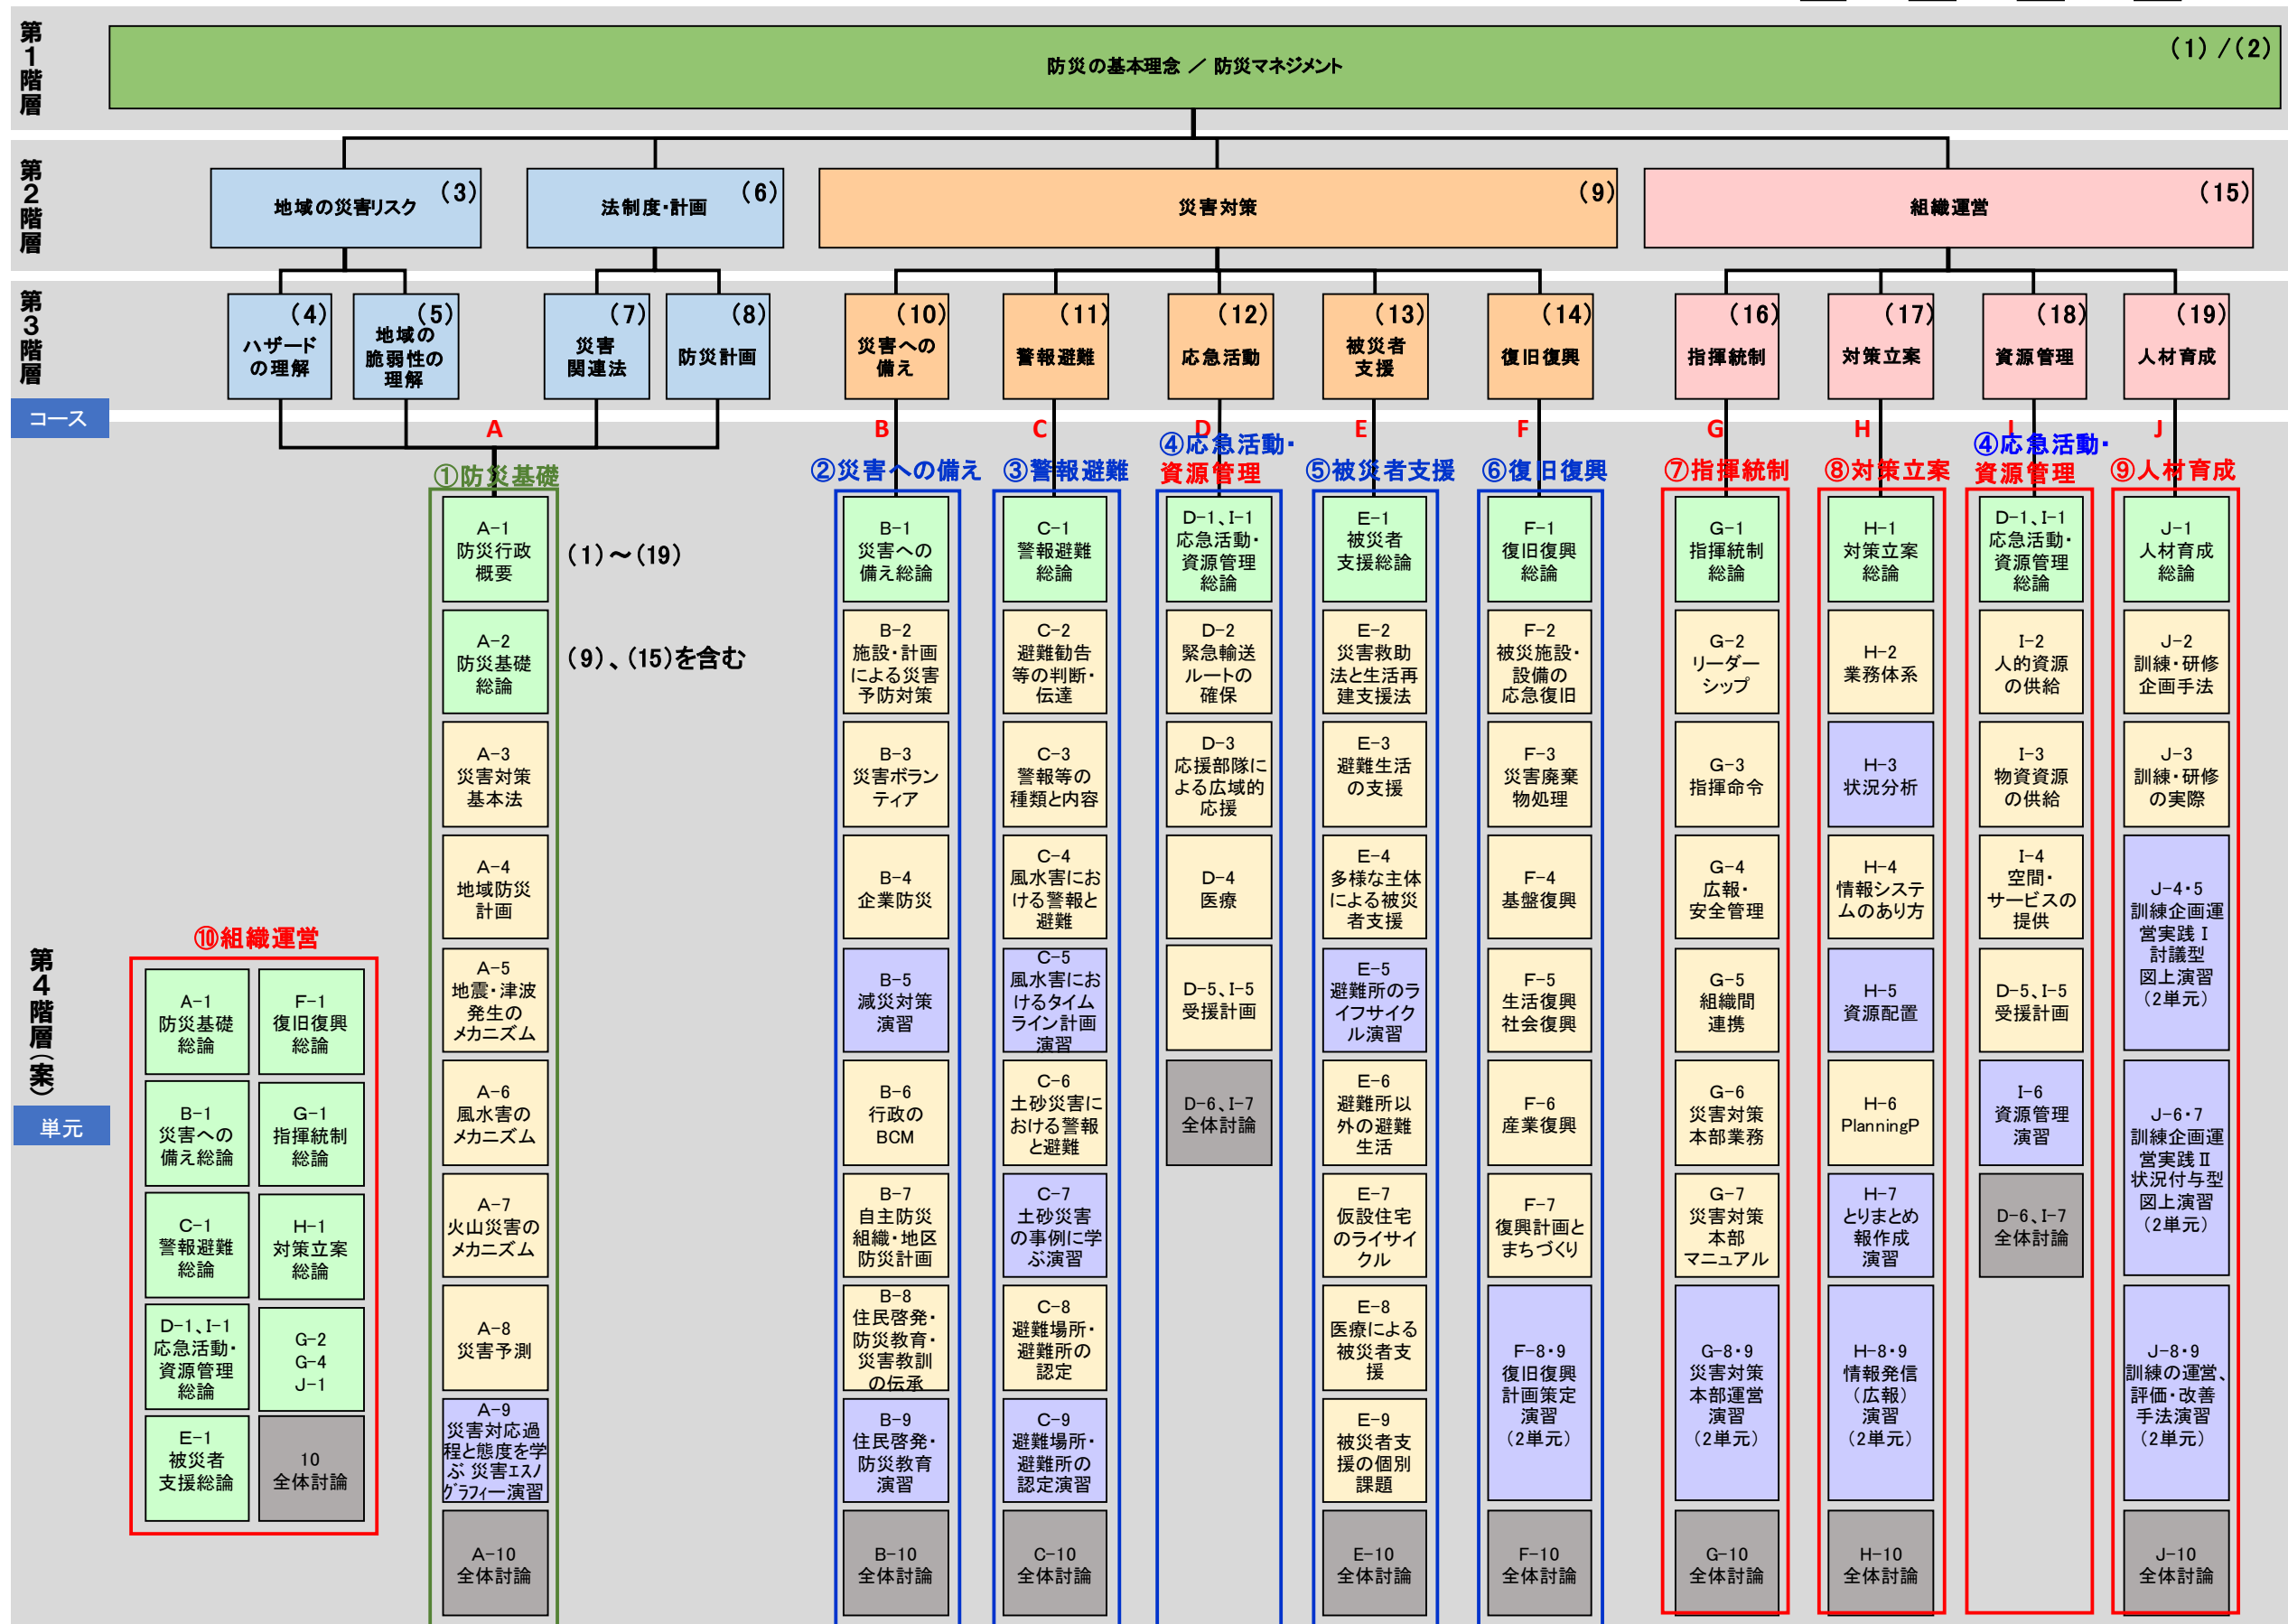 第1階層
防災の基本理念 ／ 防災マネジメント
(1) /(2)
第2階層
地域の災害リスク
(3)
法制度・計画
(6)
災害対策
(9)
組織運営
(15)
第3階層
(4)
ハザード
の理解
(5)
地域の
脆弱性の
理解
(7)
災害
関連法
(8)
防災計画
(10)
災害への
備え
(11)
警報避難
(12)
応急活動
(13)
被災者
支援
(14)
復旧復興
(16)
指揮統制
(17)
対策立案
(18)
資源管理
(19)
人材育成
コース
A
B
C
D
E
F
G
H
I
J
第4階層(案)
単元
⑩組織運営
A-1
防災基礎
総論
B-1
災害への
備え総論
C-1
警報避難
総論
D-1、I-1
応急活動・
資源管理
総論
E-1
被災者
支援総論
F-1
復旧復興
総論
G-1
指揮統制
総論
H-1
対策立案
総論
G-2
G-4
J-1
10
全体討論
①防災基礎
A-1
防災行政
概要
(1)～(19)
A-2
防災基礎
総論
(9)、(15)を含む
A-3
災害対策
基本法
A-4
地域防災
計画
A-5
地震・津波
発生の
メカニズム
A-6
風水害の
メカニズム
A-7
火山災害の
メカニズム
A-8
災害予測
A-9
災害対応過
程と態度を学
ぶ 災害ｴｽﾉ
ｸﾞﾗﾌｨｰ演習
A-10
全体討論
②災害への備え
B-1
災害への
備え総論
B-2
施設・計画
による災害
予防対策
B-3
災害ボラン
ティア
B-4
企業防災
B-5
減災対策
演習
B-6
行政の
BCM
B-7
自主防災
組織・地区
防災計画
B-8
住民啓発・
防災教育・
災害教訓
の伝承
B-9
住民啓発・
防災教育
演習
B-10
全体討論
③警報避難
C-1
警報避難
総論
C-2
避難勧告
等の判断・
伝達
C-3
警報等の
種類と内容
C-4
風水害にお
ける警報と
避難
C-5
風水害にお
けるタイム
ライン計画
演習
C-6
土砂災害に
おける警報
と避難
C-7
土砂災害
の事例に学
ぶ演習
C-8
避難場所・
避難所の
認定
C-9
避難場所・
避難所の
認定演習
C-10
全体討論
④応急活動・
資源管理
D-1、I-1
応急活動・
資源管理
総論
D-2
緊急輸送
ルートの
確保
D-3
応援部隊に
よる広域的
応援
D-4
医療
D-5、I-5
受援計画
D-6、I-7
全体討論
⑤被災者支援
E-1
被災者
支援総論
E-2
災害救助
法と生活再
建支援法
E-3
避難生活
の支援
E-4
多様な主体
による被災
者支援
E-5
避難所のラ
イフサイク
ル演習
E-6
避難所以
外の避難
生活
E-7
仮設住宅
のライサイ
クル
E-8
医療による
被災者支
援
E-9
被災者支
援の個別
課題
E-10
全体討論
⑥復旧復興
F-1
復旧復興
総論
F-2
被災施設・
設備の
応急復旧
F-3
災害廃棄
物処理
F-4
基盤復興
F-5
生活復興
社会復興
F-6
産業復興
F-7
復興計画と
まちづくり
F-8・9
復旧復興
計画策定
演習
(2単元)
F-10
全体討論
⑦指揮統制
G-1
指揮統制
総論
G-2
リーダー
シップ
G-3
指揮命令
G-4
広報・
安全管理
G-5
組織間
連携
G-6
災害対策
本部業務
G-7
災害対策
本部
マニュアル
G-8・9
災害対策
本部運営
演習
(2単元)
G-10
全体討論
⑧対策立案
H-1
対策立案
総論
H-2
業務体系
H-3
状況分析
H-4
情報システ
ムのあり方
H-5
資源配置
H-6
PlanningP
H-7
とりまとめ
報作成
演習
H-8・9
情報発信
(広報)
演習
(2単元)
H-10
全体討論
④応急活動・
資源管理
D-1、I-1
応急活動・
資源管理
総論
I-2
人的資源
の供給
I-3
物資資源
の供給
I-4
空間・
サービスの
提供
D-5、I-5
受援計画
I-6
資源管理
演習
D-6、I-7
全体討論
⑨人材育成
J-1
人材育成
総論
J-2
訓練・研修
企画手法
J-3
訓練・研修
の実際
J-4・5
訓練企画運
営実践Ⅰ
討議型
図上演習
(2単元)
J-6・7
訓練企画運
営実践Ⅱ
状況付与型
図上演習
(2単元)
J-8・9
訓練の運営、
評価・改善
手法演習
(2単元)
J-10
全体討論